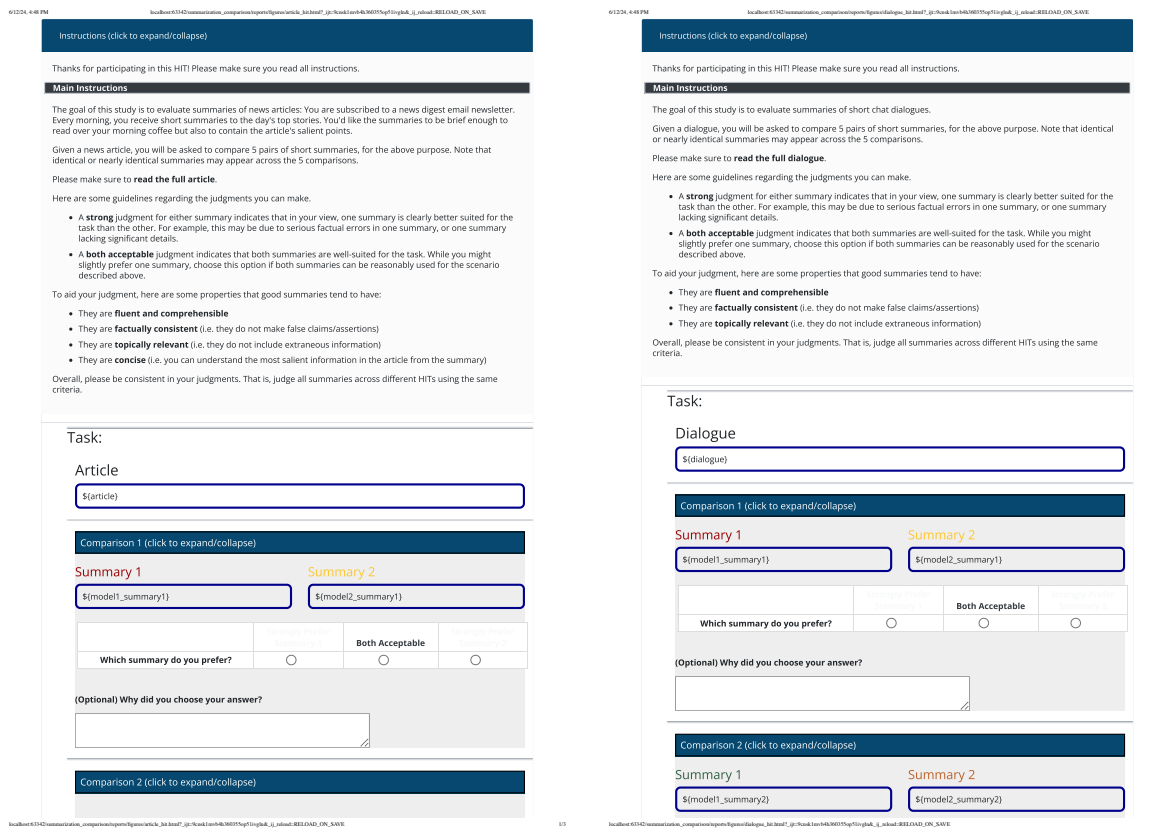 6/12/24, 4:48 PM
Instructions (click to expand/collapse)
Thanks for participating in this HIT! Please make sure you read all instructions.
Main Instructions
The goal of this study is to evaluate summaries of news articles: You are subscribed to a news digest email newsletter.
Every morning, you receive short summaries to the day's top stories. You'd like the summaries to be brief enough to
read over your morning coffee but also to contain the article's salient points.
Given a news article, you will be asked to compare 5 pairs of short summaries, for the above purpose. Note that
identical or nearly identical summaries may appear across the 5 comparisons.
Please make sure to read the full article.
Here are some guidelines regarding the judgments you can make.
• A strong judgment for either summary indicates that in your view, one summary is clearly better suited for the
task than the other. For example, this may be due to serious factual errors in one summary, or one summary
lacking significant details.
• A both acceptable judgment indicates that both summaries are well-suited for the task. While you might
slightly prefer one summary, choose this option if both summaries can be reasonably used for the scenario
described above.
To aid your judgment, here are some properties that good summaries tend to have:
• They are fluent and comprehensible
• They are factually consistent (i.e. they do not make false claims/assertions)
• They are topically relevant (i.e. they do not include extraneous information)
• They are concise (i.e. you can understand the most salient information in the article from the summary)
Overall, please be consistent in your judgments. That is, judge all summaries across different HITs using the same
criteria.
Task:
Article
${article}
Comparison 1 (click to expand/collapse)
Summary 1 Summary 2
${model1_summary1} ${model2_summary1}
Strongly Prefer Summary 1 Both Acceptable Strongly Prefer Summary 2
Which summary do you prefer?
(Optional) Why did you choose your answer?
Comparison 2 (click to expand/collapse)
1/3
6/12/24, 4:48 PM
Instructions (click to expand/collapse)
Thanks for participating in this HIT! Please make sure you read all instructions.
Main Instructions
The goal of this study is to evaluate summaries of short chat dialogues.
Given a dialogue, you will be asked to compare 5 pairs of short summaries, for the above purpose. Note that identical
or nearly identical summaries may appear across the 5 comparisons.
Please make sure to read the full dialogue.
Here are some guidelines regarding the judgments you can make.
• A strong judgment for either summary indicates that in your view, one summary is clearly better suited for the
task than the other. For example, this may be due to serious factual errors in one summary, or one summary
lacking significant details.
• A both acceptable judgment indicates that both summaries are well-suited for the task. While you might
slightly prefer one summary, choose this option if both summaries can be reasonably used for the scenario
described above.
To aid your judgment, here are some properties that good summaries tend to have:
• They are fluent and comprehensible
• They are factually consistent (i.e. they do not make false claims/assertions)
• They are topically relevant (i.e. they do not include extraneous information)
Overall, please be consistent in your judgments. That is, judge all summaries across different HITs using the same
criteria.
Task:
Dialogue
${dialogue}
Comparison 1 (click to expand/collapse)
Summary 1 Summary 2
${model1_summary1} ${model2_summary1}
Strongly Prefer Summary 1 Both Acceptable Strongly Prefer Summary 2
Which summary do you prefer?
(Optional) Why did you choose your answer?
Comparison 2 (click to expand/collapse)
Summary 1 Summary 2
${model1_summary2} ${model2_summary2}